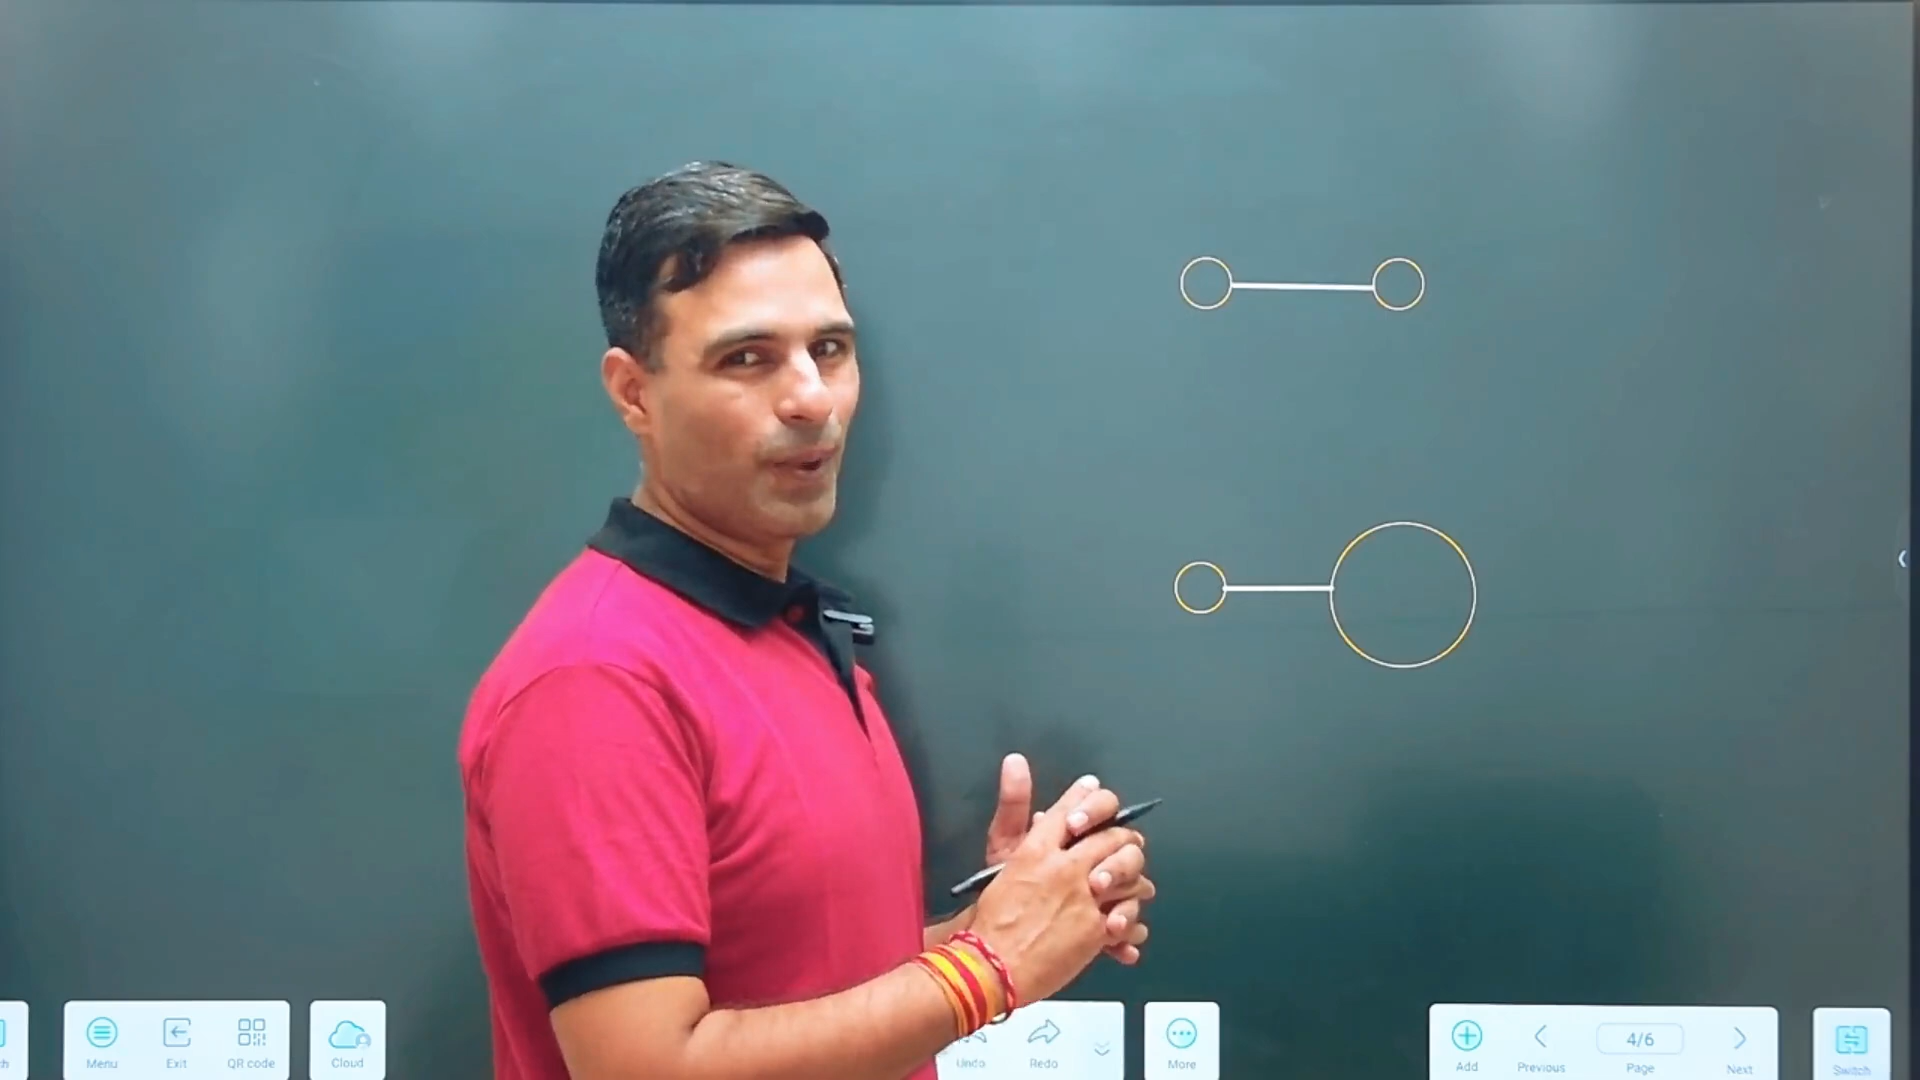 Menu
Exit
QR code
Cloud
Undo
Redo
More
Add
Previous
4/6
Page
Next
Switch